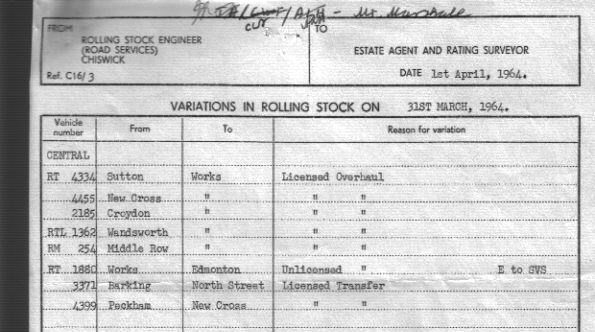 Mr. Marshall
CUT
FROM TO
ROLLING STOCK ENGINEER
(ROAD SERVICES)
CHISWICK
ESTATE AGENT AND RATING SURVEYOR
Ref. C16/3
DATE 1st April, 1964.
VARIATIONS IN ROLLING STOCK ON 31ST MARCH, 1964.
Vehicle number From To Reason for variation
CENTRAL
RT 4334 Sutton Works Licensed Overhaul
4455 New Cross " " "
2185 Croydon " " "
RTL 1362 Wandsworth " " "
RM 254 Middle Row " " "
RT 1880 Works Edmonton Unlicensed " E to SVS
3371 Barking North Street Licensed Transfer
4399 Peckham New Cross " "